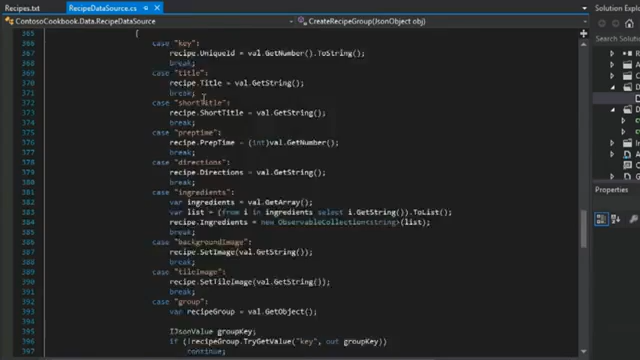 Recipes.txt RecipeDataSource.cs
ContosoCookbook.Data.RecipeDataSource CreateRecipeGroup(JsonObject obj)
365 {
366 case "key":
367 recipe.UniqueId = val.GetNumber().ToString();
368 break;
369 case "title":
370 recipe.Title = val.GetString();
371 break;
372 case "shortTitle":
373 recipe.ShortTitle = val.GetString();
374 break;
375 case "preptime":
376 recipe.PrepTime = (int)val.GetNumber();
377 break;
378 case "directions":
379 recipe.Directions = val.GetString();
380 break;
381 case "ingredients":
382 var ingredients = val.GetArray();
383 var list = (from i in ingredients select i.GetString()).ToList();
384 recipe.Ingredients = new ObservableCollection<string>(list);
385 break;
386 case "backgroundImage":
387 recipe.SetImage(val.GetString());
388 break;
389 case "tileImage":
390 recipe.SetTileImage(val.GetString());
391 break;
392 case "group":
393 var recipeGroup = val.GetObject();
394
395 IJsonValue groupKey;
396 if (!recipeGroup.TryGetValue("key", out groupKey)
397 continue;
Solution Explorer
Search Solution
Properties